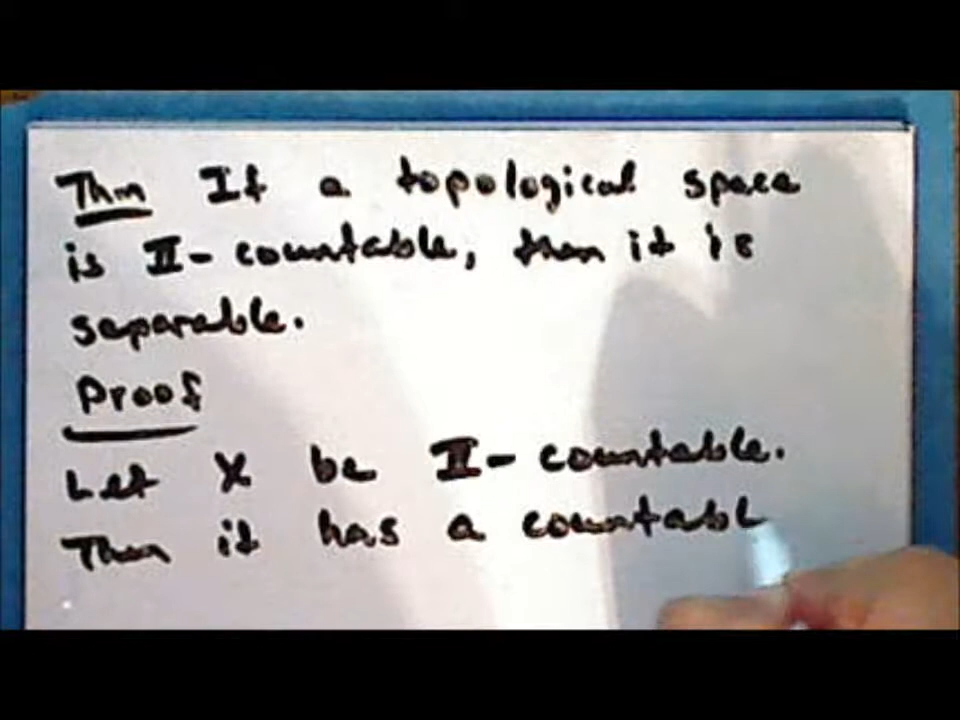 Thm If a topological space
is II-countable, then it is
separable.
Proof
Let X be II-countable.
Then it has a countabl